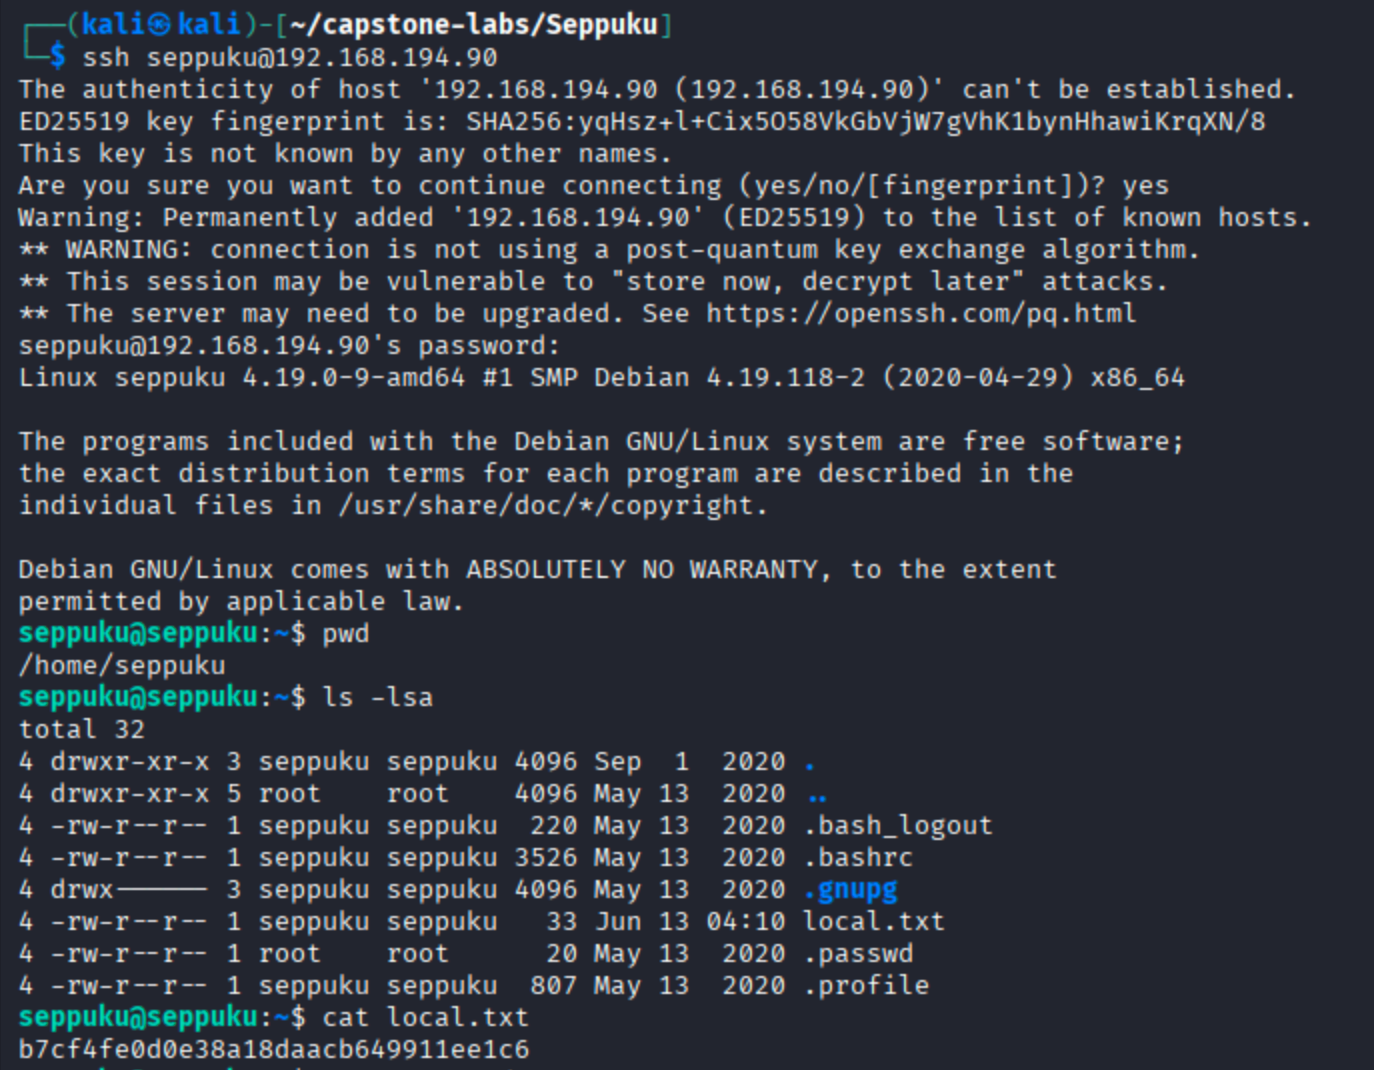 ┌──(kali㉿kali)-[~/capstone-labs/Seppuku]
└─$ ssh seppuku@192.168.194.90
The authenticity of host '192.168.194.90 (192.168.194.90)' can't be established.
ED25519 key fingerprint is: SHA256:yqHsz+l+Cix5O58VkGbVjW7gVhK1bynHhawiKrqXN/8
This key is not known by any other names.
Are you sure you want to continue connecting (yes/no/[fingerprint])? yes
Warning: Permanently added '192.168.194.90' (ED25519) to the list of known hosts.
** WARNING: connection is not using a post-quantum key exchange algorithm.
** This session may be vulnerable to "store now, decrypt later" attacks.
** The server may need to be upgraded. See https://openssh.com/pq.html
seppuku@192.168.194.90's password:
Linux seppuku 4.19.0-9-amd64 #1 SMP Debian 4.19.118-2 (2020-04-29) x86_64

The programs included with the Debian GNU/Linux system are free software;
the exact distribution terms for each program are described in the
individual files in /usr/share/doc/*/copyright.

Debian GNU/Linux comes with ABSOLUTELY NO WARRANTY, to the extent
permitted by applicable law.
seppuku@seppuku:~$ pwd
/home/seppuku
seppuku@seppuku:~$ ls -lsa
total 32
4 drwxr-xr-x 3 seppuku seppuku 4096 Sep  1  2020 .
4 drwxr-xr-x 5 root    root    4096 May 13  2020 ..
4 -rw-r--r-- 1 seppuku seppuku  220 May 13  2020 .bash_logout
4 -rw-r--r-- 1 seppuku seppuku 3526 May 13  2020 .bashrc
4 drwx------ 3 seppuku seppuku 4096 May 13  2020 .gnupg
4 -rw-r--r-- 1 seppuku seppuku   33 Jun 13 04:10 local.txt
4 -rw-r--r-- 1 root    root      20 May 13  2020 .passwd
4 -rw-r--r-- 1 seppuku seppuku  807 May 13  2020 .profile
seppuku@seppuku:~$ cat local.txt
b7cf4fe0d0e38a18daacb649911ee1c6